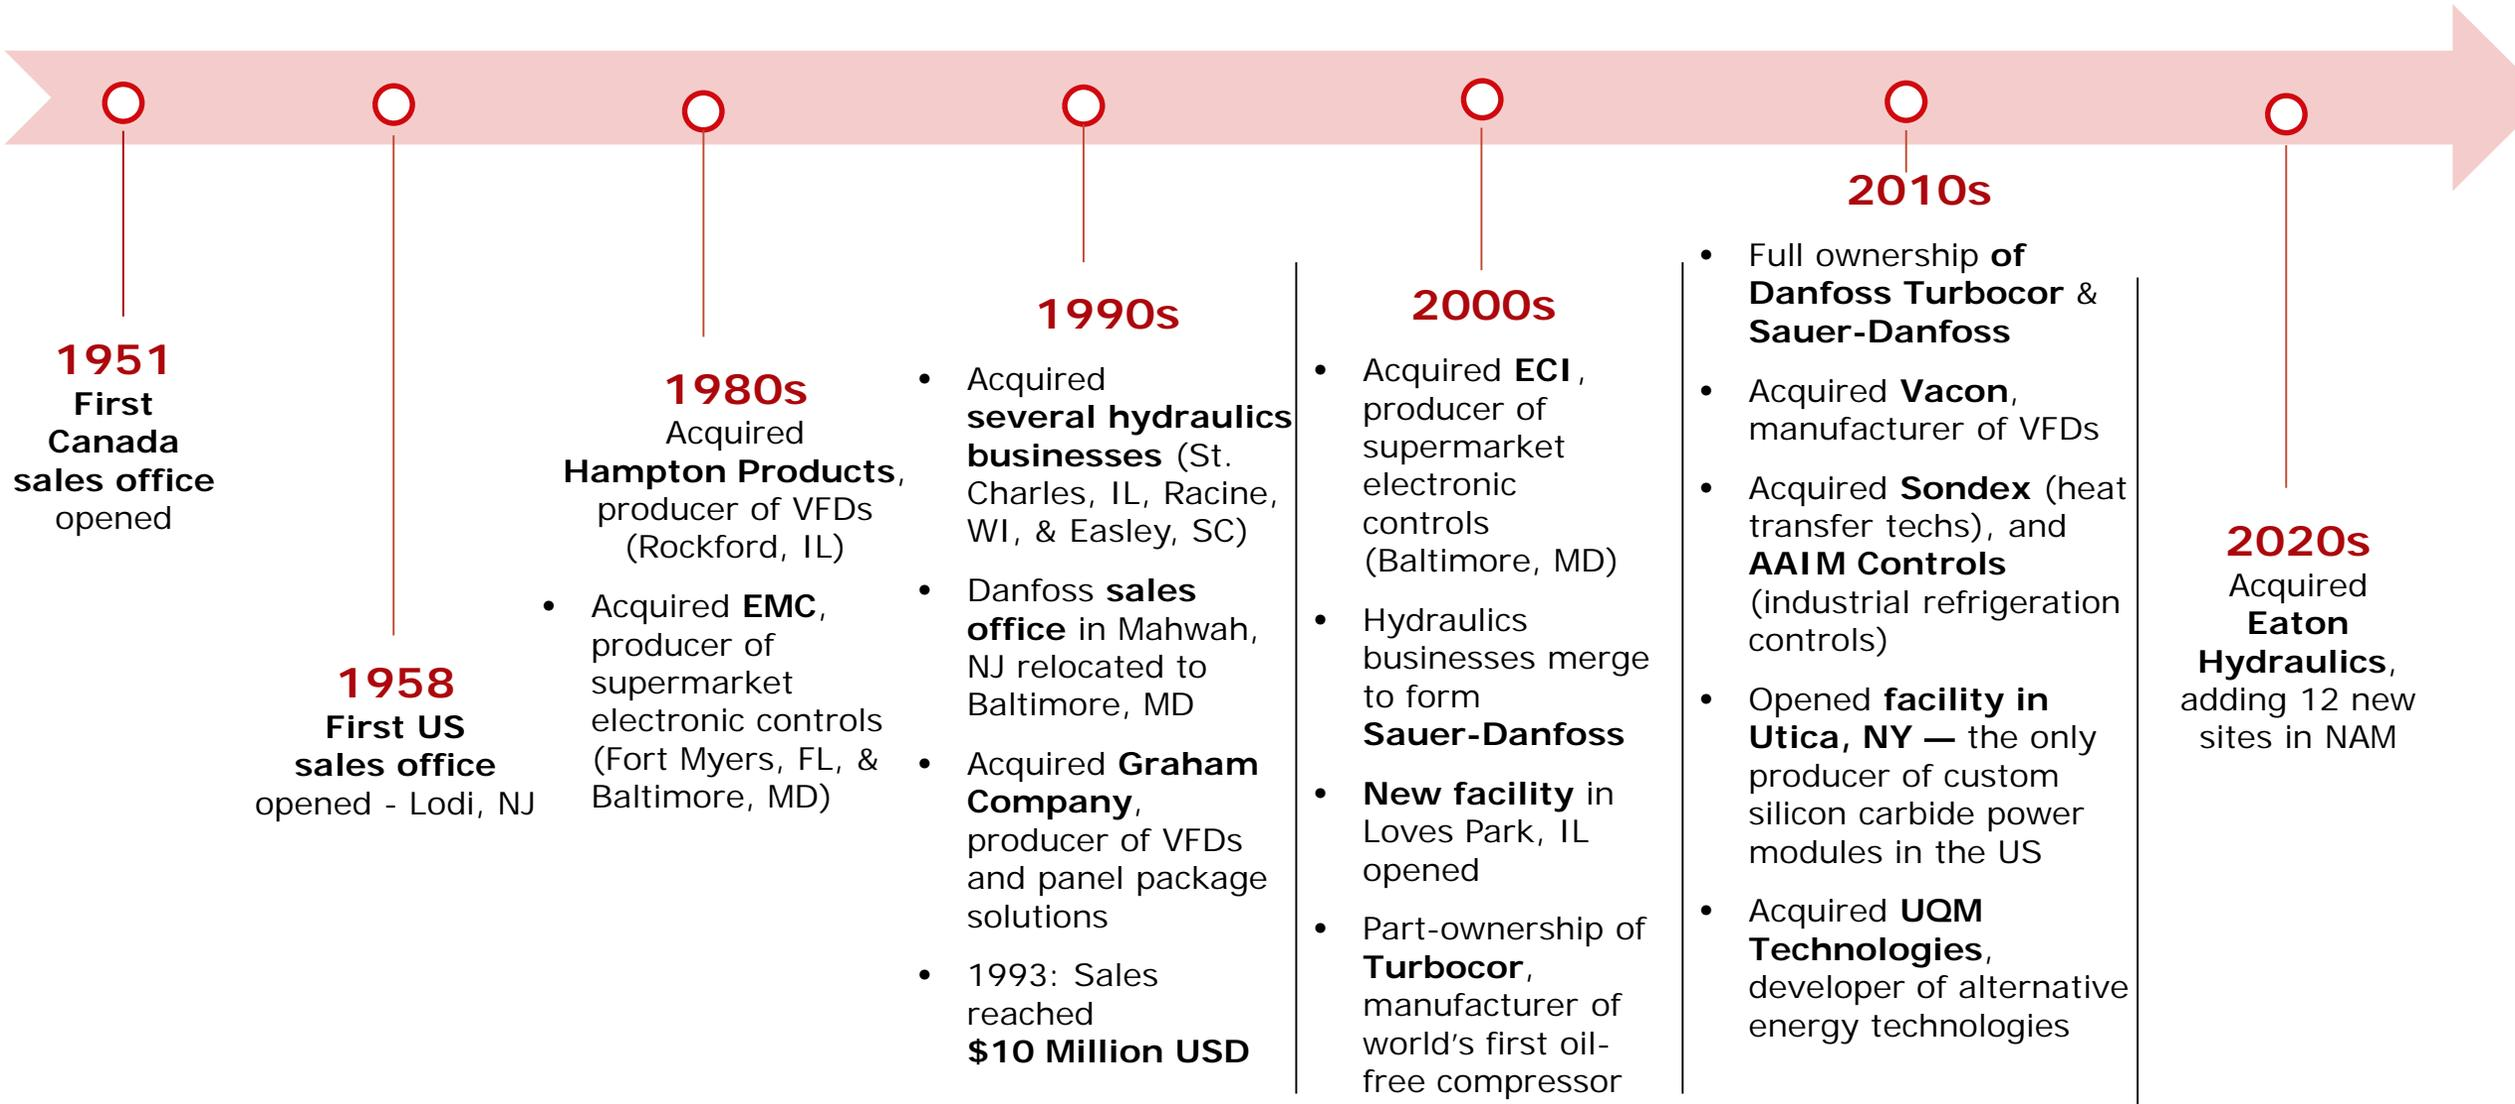 1951
First
Canada
sales office
opened
1958
First US
sales office
opened - Lodi, NJ
1980s
Acquired
Hampton Products,
producer of VFDs
(Rockford, IL)
• Acquired EMC,
producer of
supermarket
electronic controls
(Fort Myers, FL, &
Baltimore, MD)
1990s
• Acquired
several hydraulics
businesses (St.
Charles, IL, Racine,
WI, & Easley, SC)
• Danfoss sales
office in Mahwah,
NJ relocated to
Baltimore, MD
• Acquired Graham
Company,
producer of VFDs
and panel package
solutions
• 1993: Sales
reached
$10 Million USD
2000s
• Acquired ECI,
producer of
supermarket
electronic
controls
(Baltimore, MD)
• Hydraulics
businesses merge
to form
Sauer-Danfoss
• New facility in
Loves Park, IL
opened
• Part-ownership of
Turbocor,
manufacturer of
world’s first oil-
free compressor
2010s
• Full ownership of
Danfoss Turbocor &
Sauer-Danfoss
• Acquired Vacon,
manufacturer of VFDs
• Acquired Sondex (heat
transfer techs), and
AAIM Controls
(industrial refrigeration
controls)
• Opened facility in
Utica, NY — the only
producer of custom
silicon carbide power
modules in the US
• Acquired UQM
Technologies,
developer of alternative
energy technologies
2020s
Acquired
Eaton
Hydraulics,
adding 12 new
sites in NAM